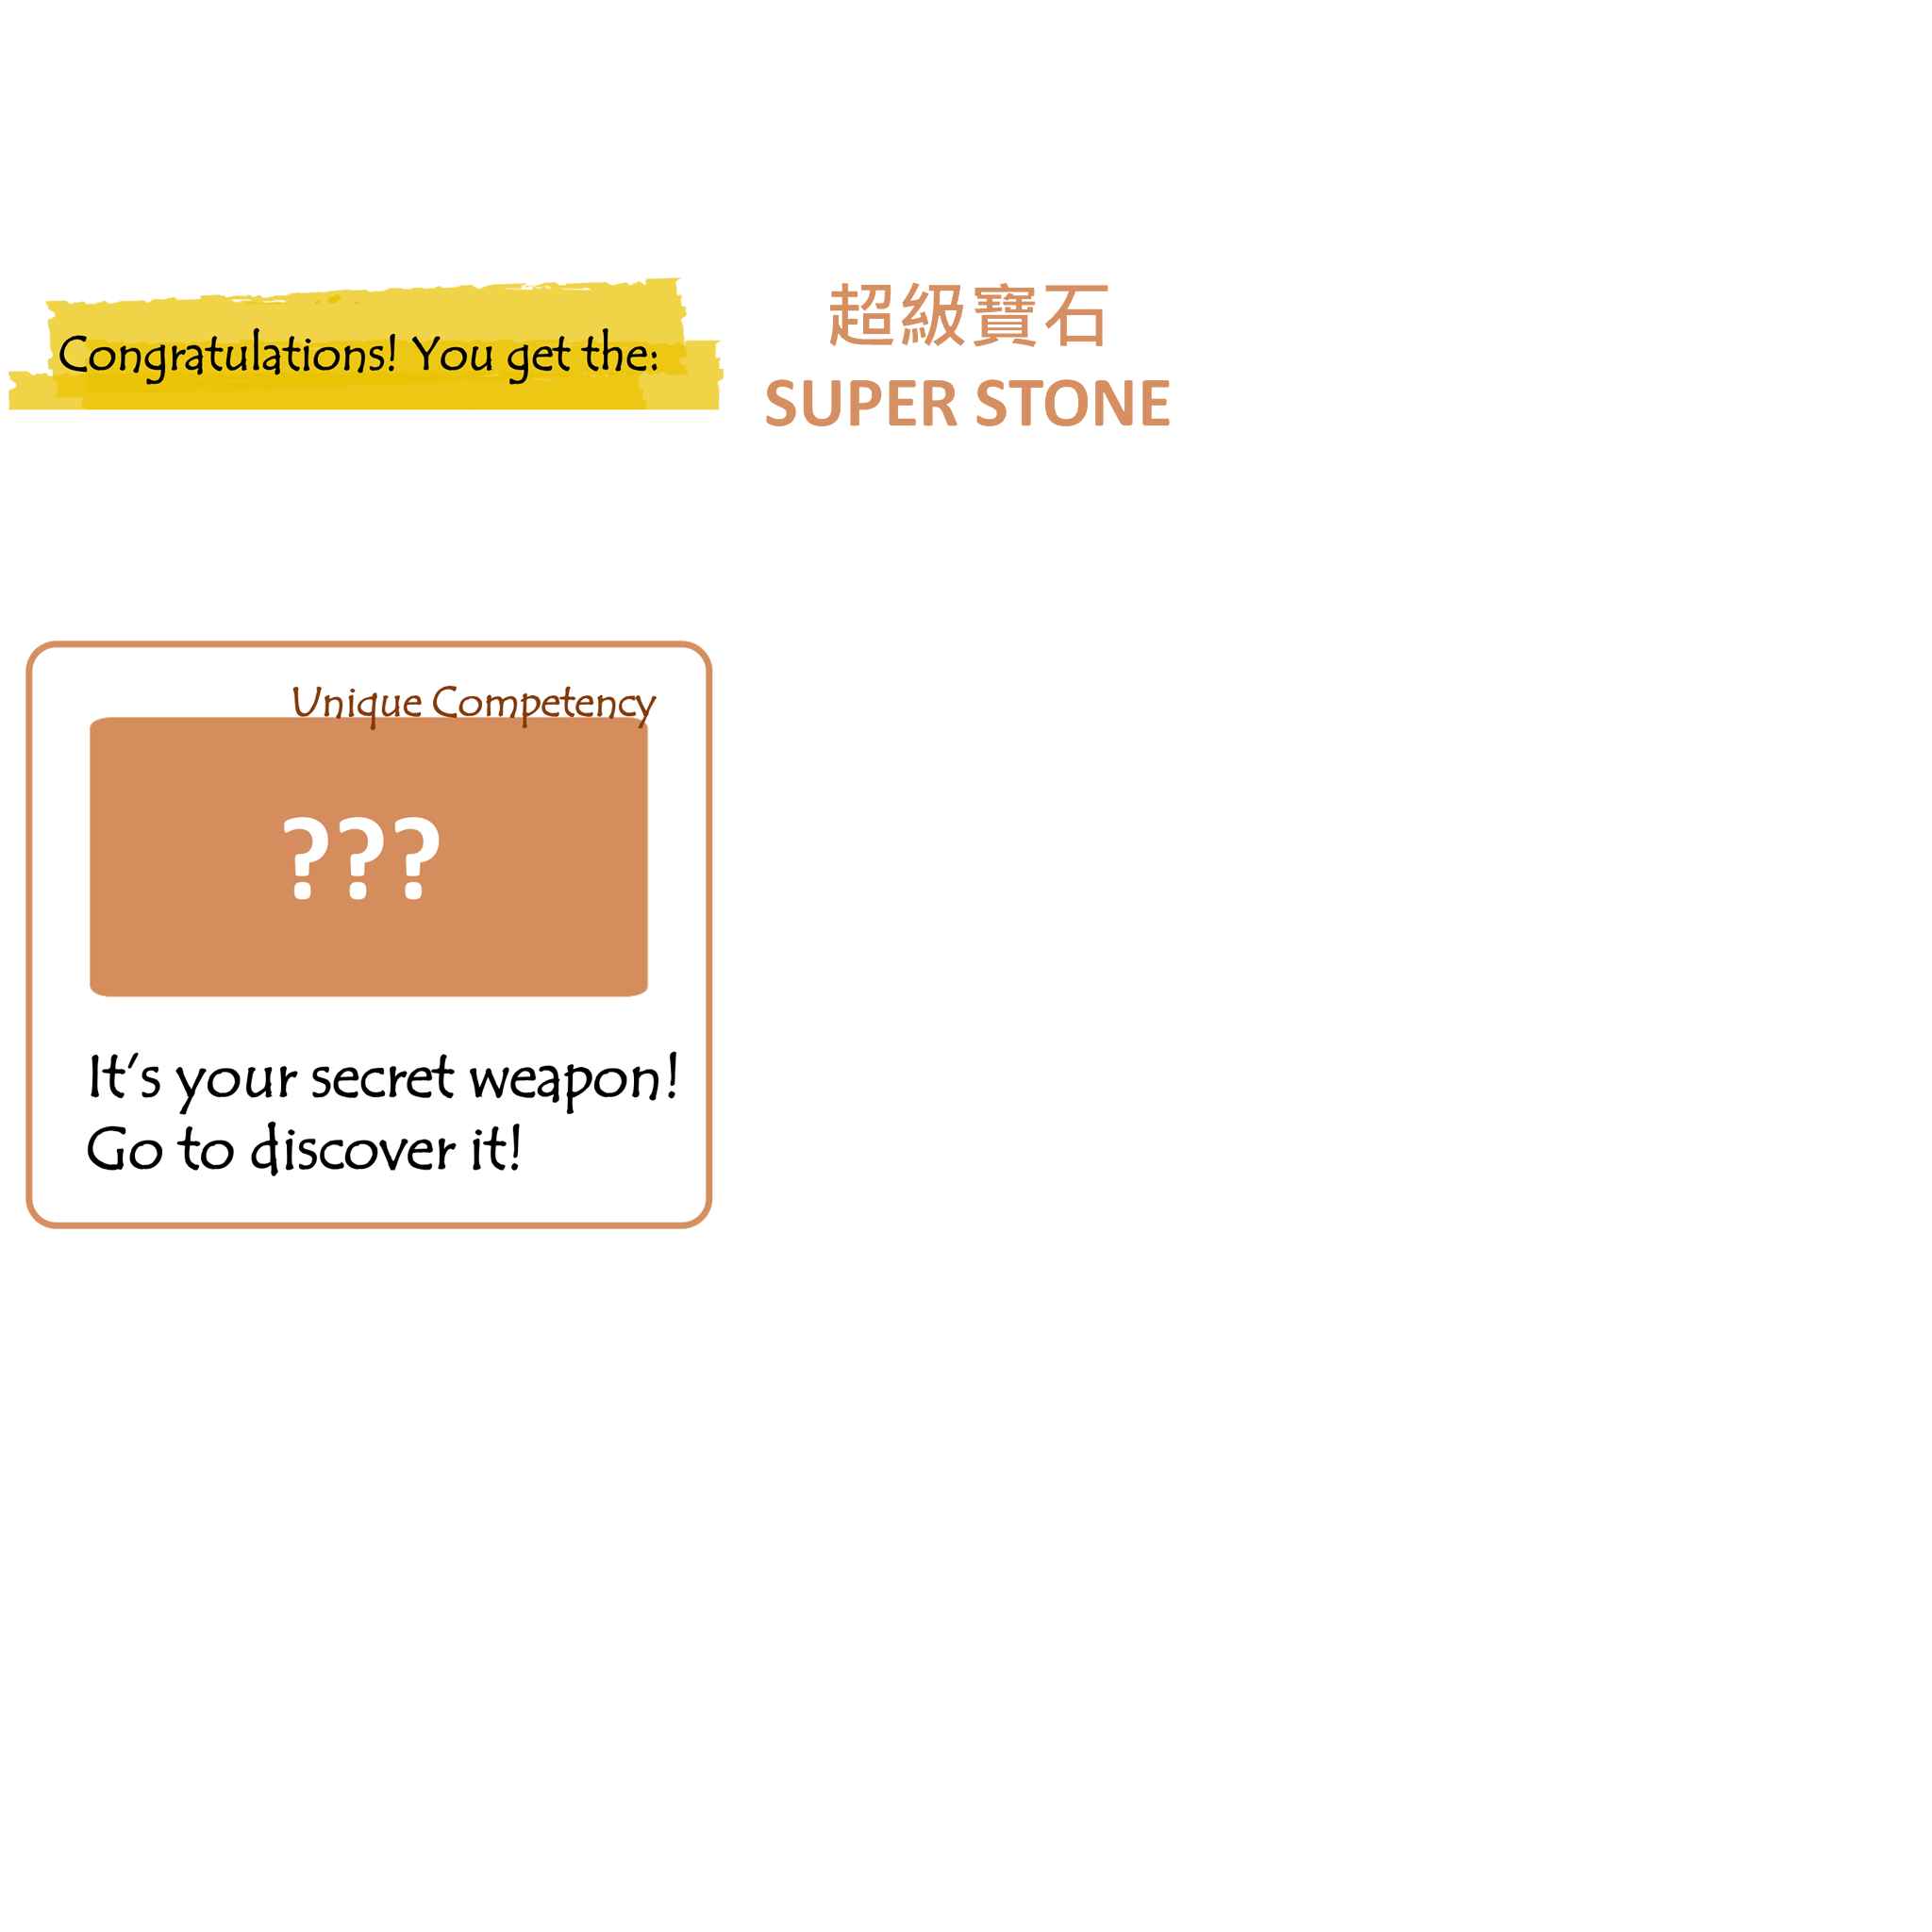 Congratulations! You get the:
超級寶石
SUPER STONE
Unique Competency
???
It's your secret weapon!
Go to discover it!